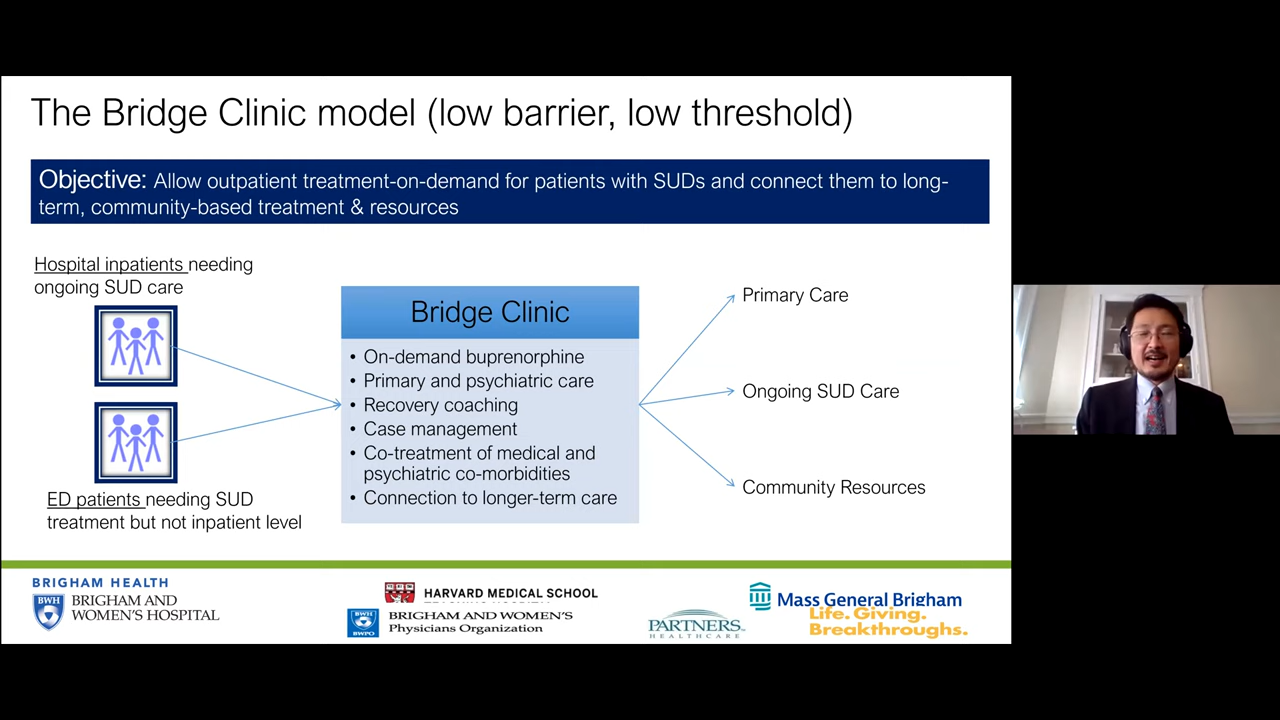 The Bridge Clinic model (low barrier, low threshold)
Objective: Allow outpatient treatment-on-demand for patients with SUDs and connect them to long-
term, community-based treatment & resources
Hospital inpatients needing
ongoing SUD care
ED patients needing SUD
treatment but not inpatient level
Bridge Clinic
• On-demand buprenorphine
• Primary and psychiatric care
• Recovery coaching
• Case management
• Co-treatment of medical and
psychiatric co-morbidities
• Connection to longer-term care
Primary Care
Ongoing SUD Care
Community Resources
BRIGHAM HEALTH
BWH
BRIGHAM AND
WOMEN'S HOSPITAL
HARVARD MEDICAL SCHOOL
BWH
BWPO
BRIGHAM AND WOMEN'S
Physicians Organization
PARTNERS
HEALTHCARE
Mass General Brigham
Life. Giving.
Breakthroughs.